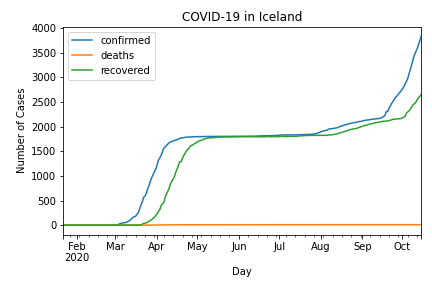 COVID-19 in Iceland
confirmed
deaths
recovered
Number of Cases
4000
3500
3000
2500
2000
1500
1000
500
0
Feb Mar Apr May Jun Jul Aug Sep Oct
2020
Day